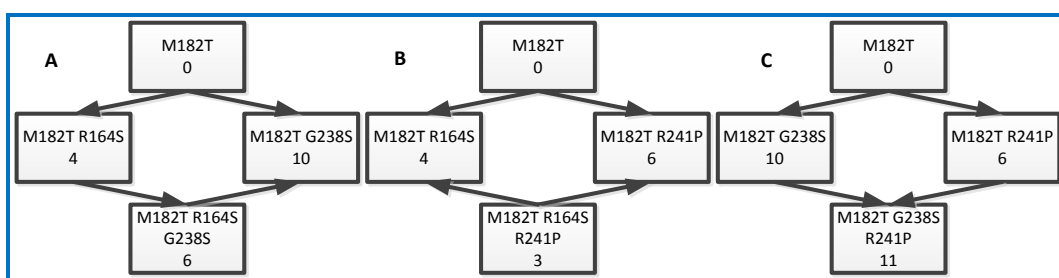 A
M182T
0
M182T R164S
4
M182T G238S
10
M182T R164S
G238S
6
B
M182T
0
M182T R164S
4
M182T R241P
6
M182T R164S
R241P
3
C
M182T
0
M182T G238S
10
M182T R241P
6
M182T G238S
R241P
11